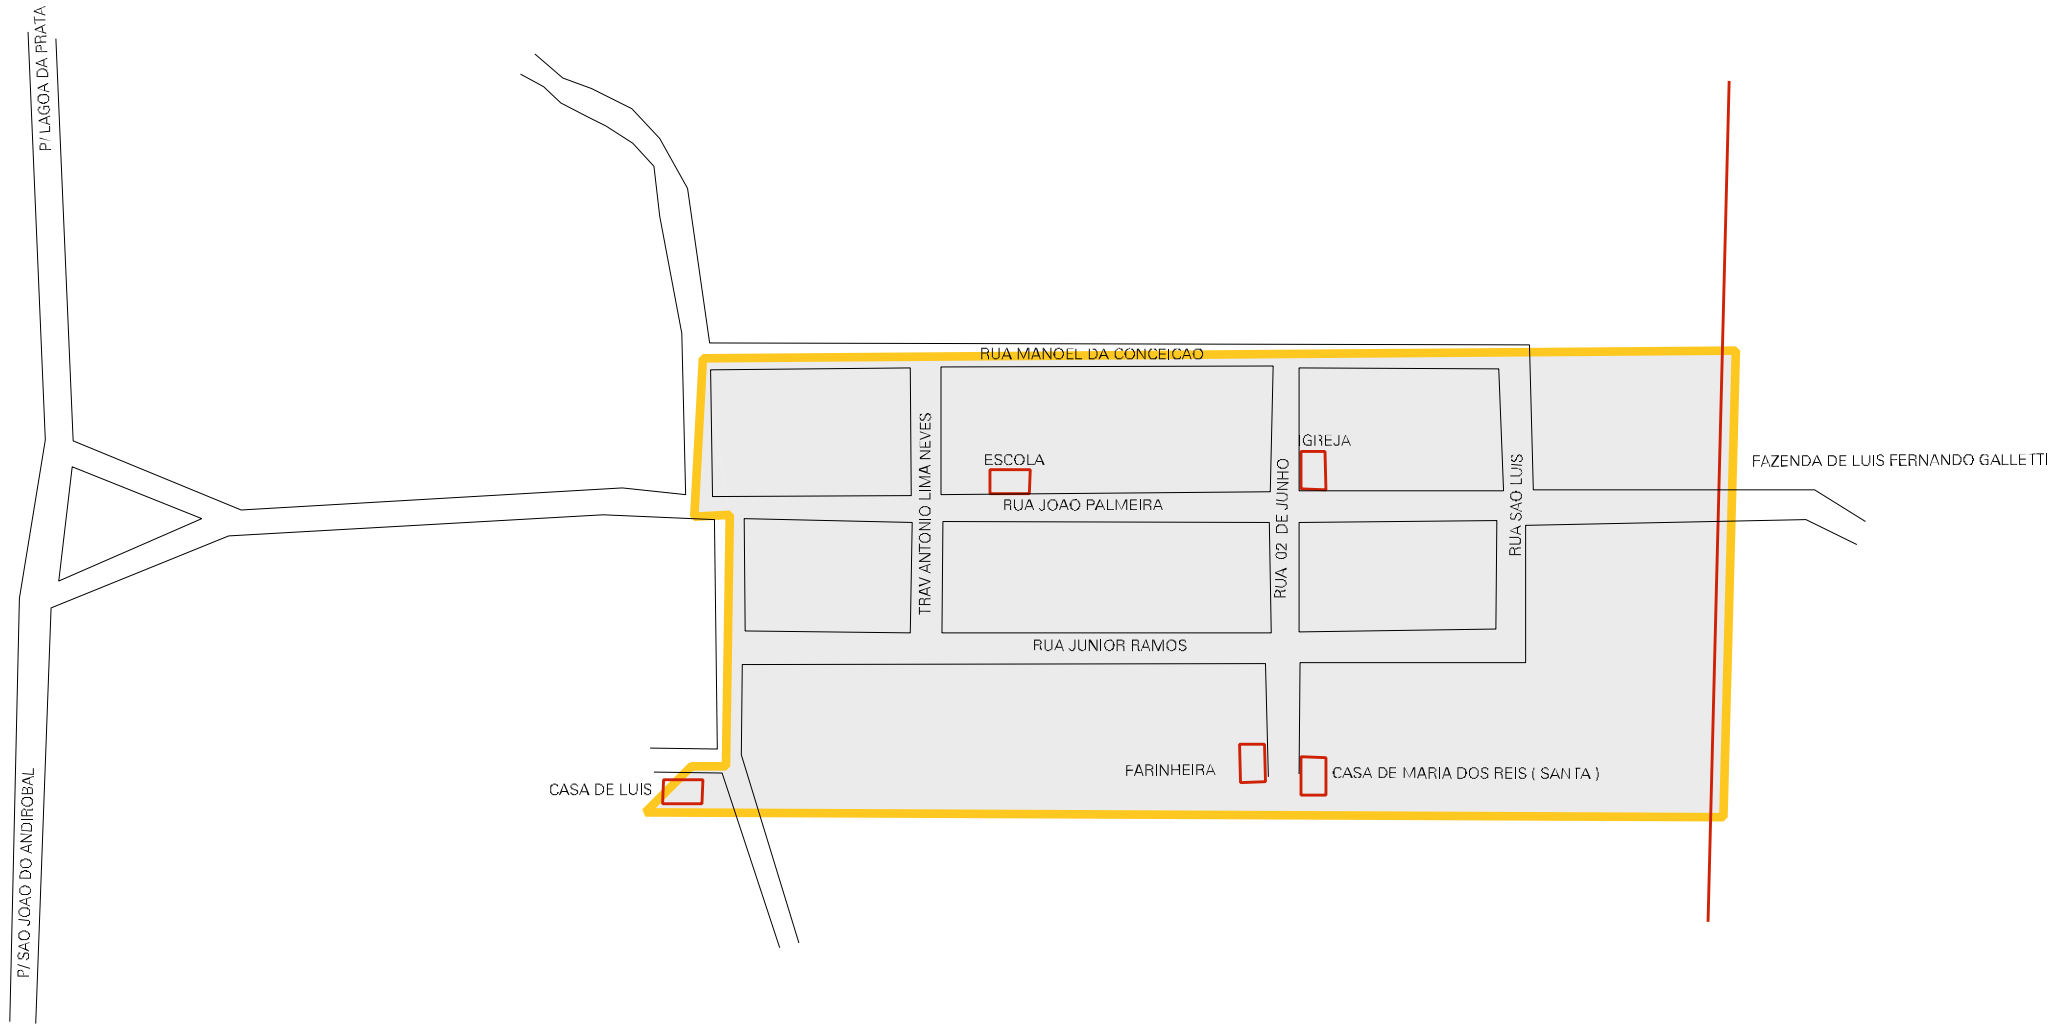 P/ LAGOA DA PRATA
RUA MANOEL DA CONCEICAO
TRAV ANTONIO LIMA NEVES
ESCOLA
IGREJA
RUA SAO LUIS
FAZENDA DE LUIS FERNANDO GALLETTI
RUA JOAO PALMEIRA
RUA 02 DE JUNHO
RUA JUNIOR RAMOS
FARINHEIRA
CASA DE MARIA DOS REIS ( SANTA )
CASA DE LUIS
P/ SAO JOAO DO ANDIROBAL